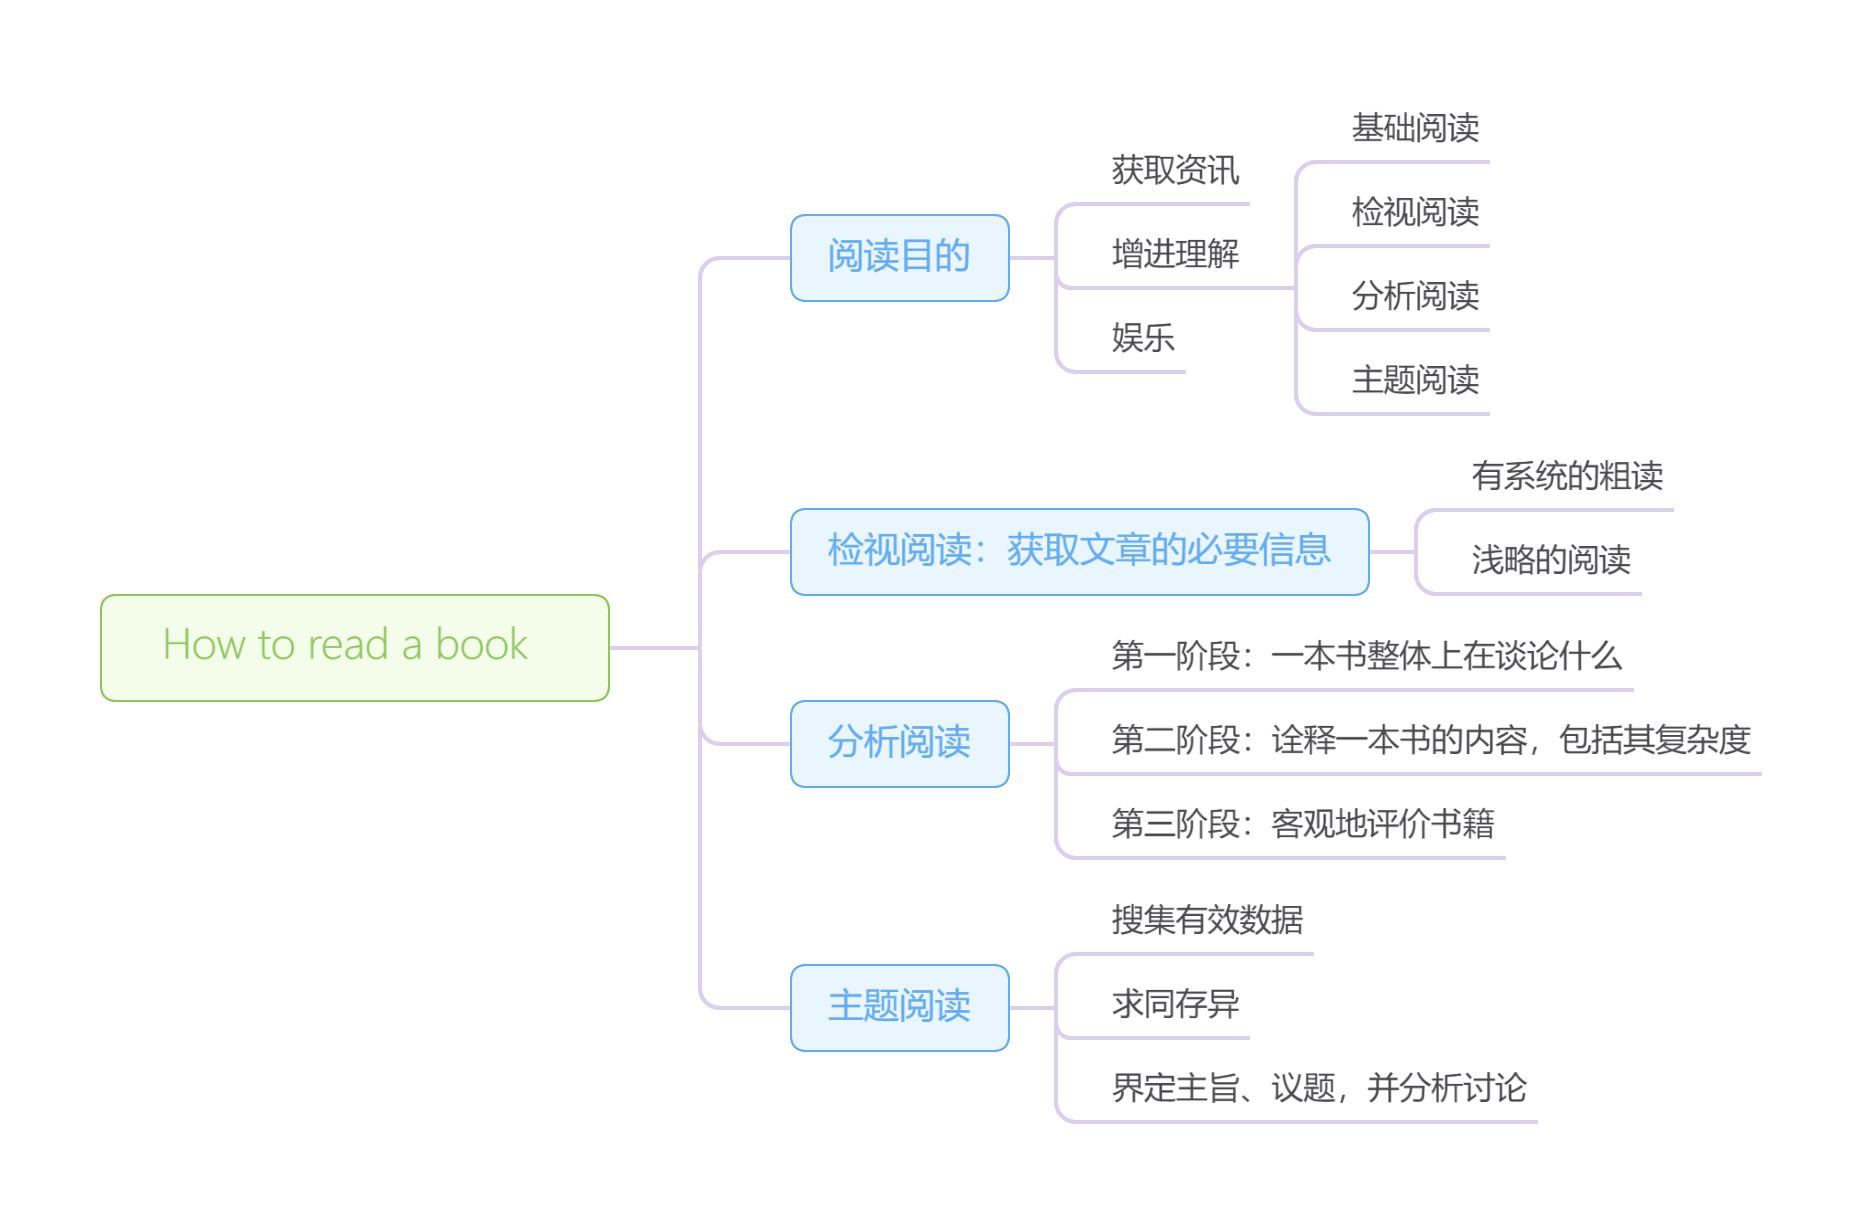 How to read a book
阅读目的
获取资讯
增进理解
基础阅读
检视阅读
分析阅读
主题阅读
娱乐
检视阅读：获取文章的必要信息
有系统的粗读
浅略的阅读
分析阅读
第一阶段：一本书整体上在谈论什么
第二阶段：诠释一本书的内容，包括其复杂度
第三阶段：客观地评价书籍
主题阅读
搜集有效数据
求同存异
界定主旨、议题，并分析讨论